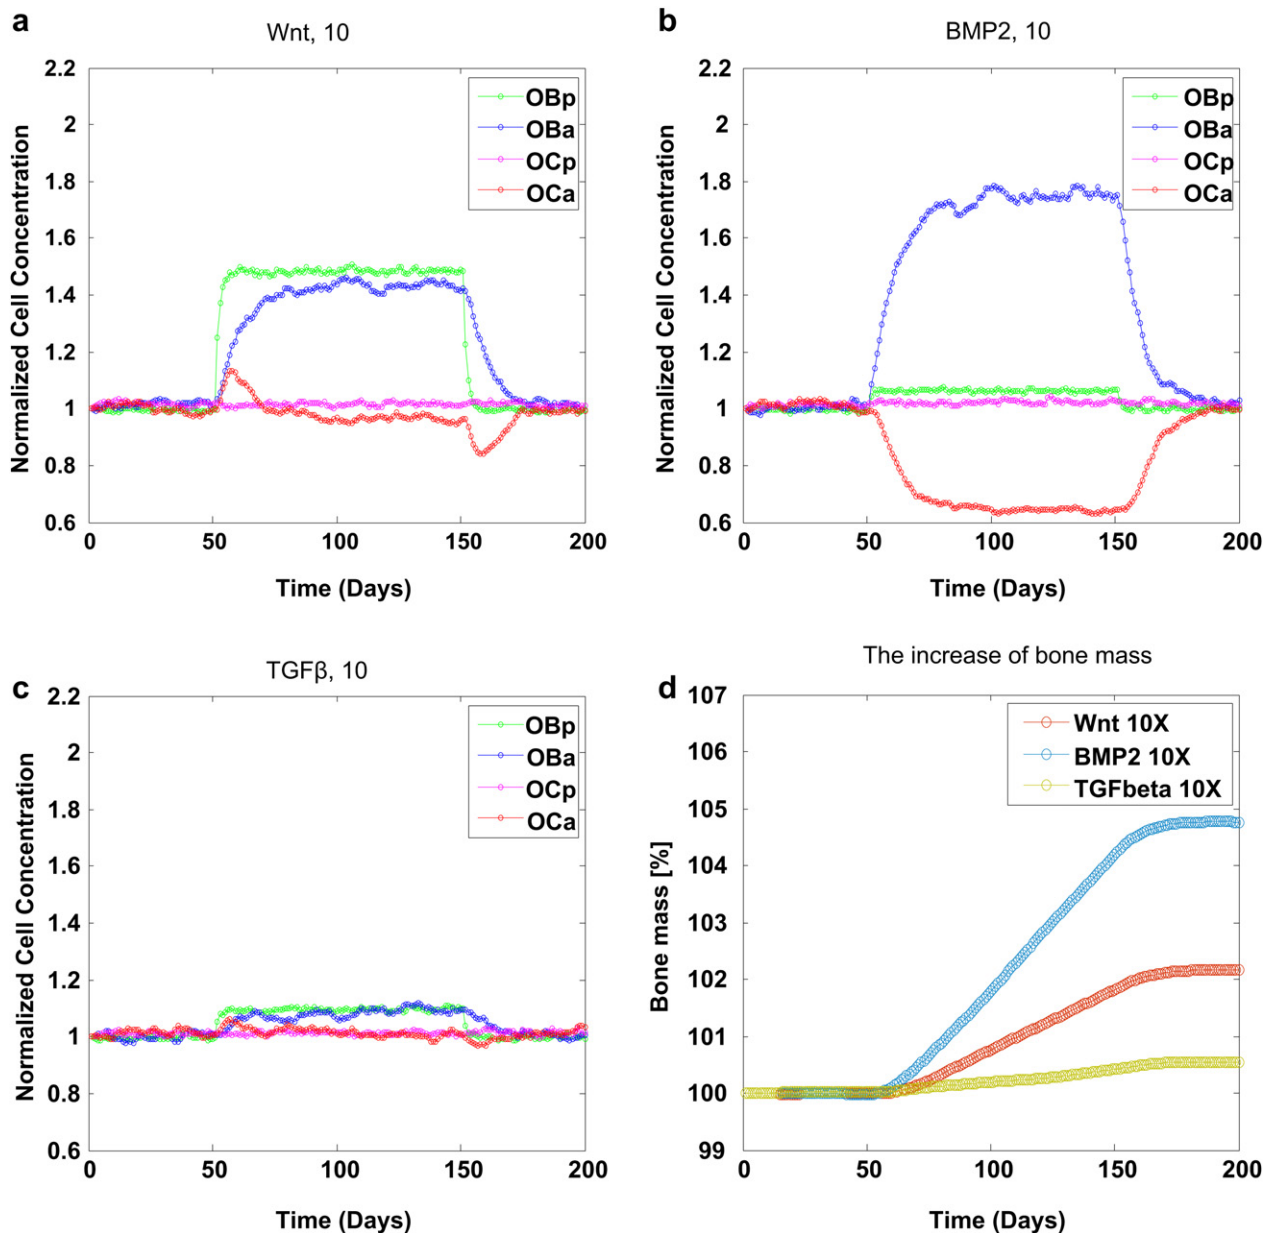 a
Wnt, 10
Normalized Cell Concentration
2.2
2
1.8
1.6
1.4
1.2
1
0.8
0.6
OBp
OBa
OCp
OCa
0 50 100 150 200
Time (Days)
b
BMP2, 10
Normalized Cell Concentration
2.2
2
1.8
1.6
1.4
1.2
1
0.8
0.6
OBp
OBa
OCp
OCa
0 50 100 150 200
Time (Days)
c
TGFβ, 10
Normalized Cell Concentration
2.2
2
1.8
1.6
1.4
1.2
1
0.8
0.6
OBp
OBa
OCp
OCa
0 50 100 150 200
Time (Days)
d
The increase of bone mass
Bone mass [%]
107
106
105
104
103
102
101
100
99
Wnt 10X
BMP2 10X
TGFbeta 10X
0 50 100 150 200
Time (Days)